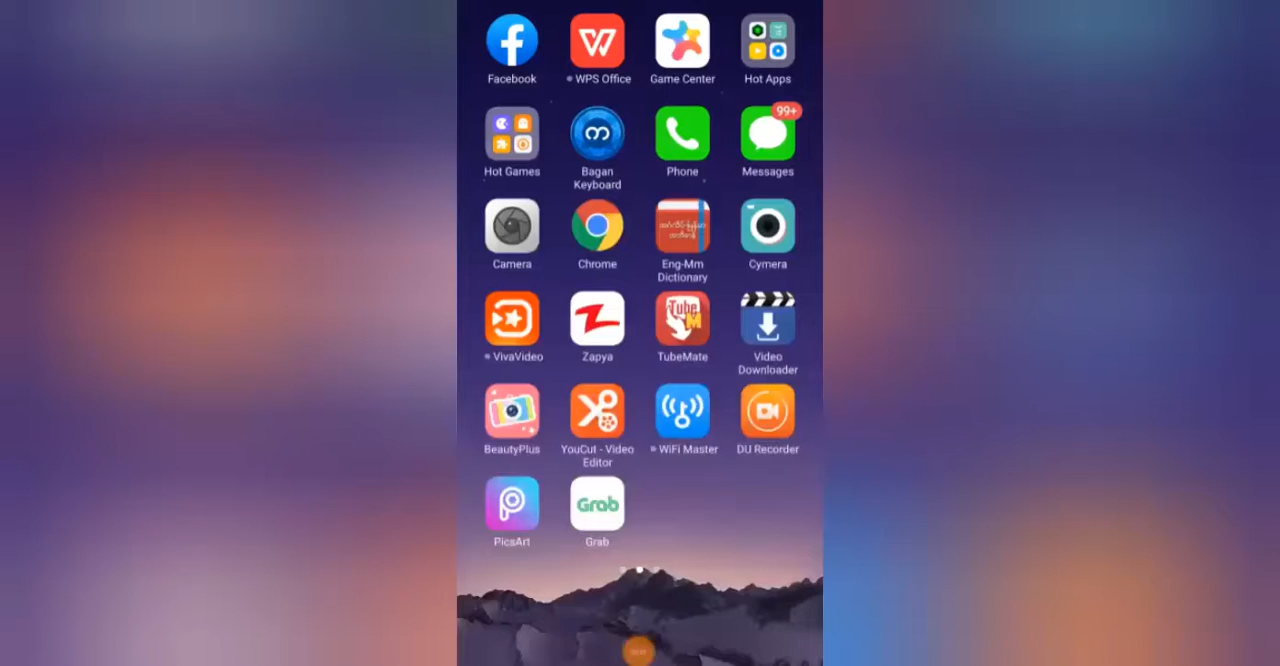 Facebook
WPS Office
Game Center
Hot Apps
99+
Hot Games
Bagan
Keyboard
Phone
Messages
Camera
Chrome
Eng-Mm
Dictionary
Cymera
VivaVideo
Zapya
Tube
M
TubeMate
Video
Downloader
BeautyPlus
YouCut - Video
Editor
WiFi Master
DU Recorder
Grab
PicsArt
Grab